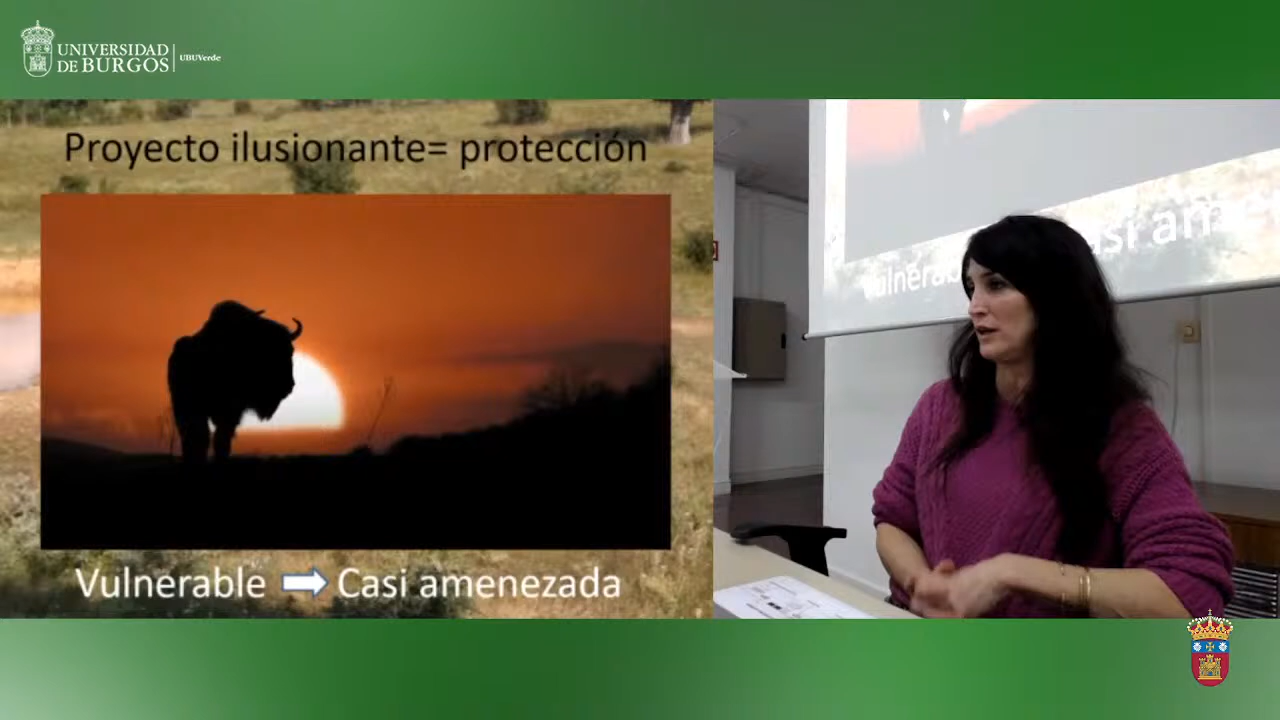 UNIVERSIDAD
DE BURGOS
UBUVerde
Proyecto ilusionante= protección
Vulnerable
Casi amenezada